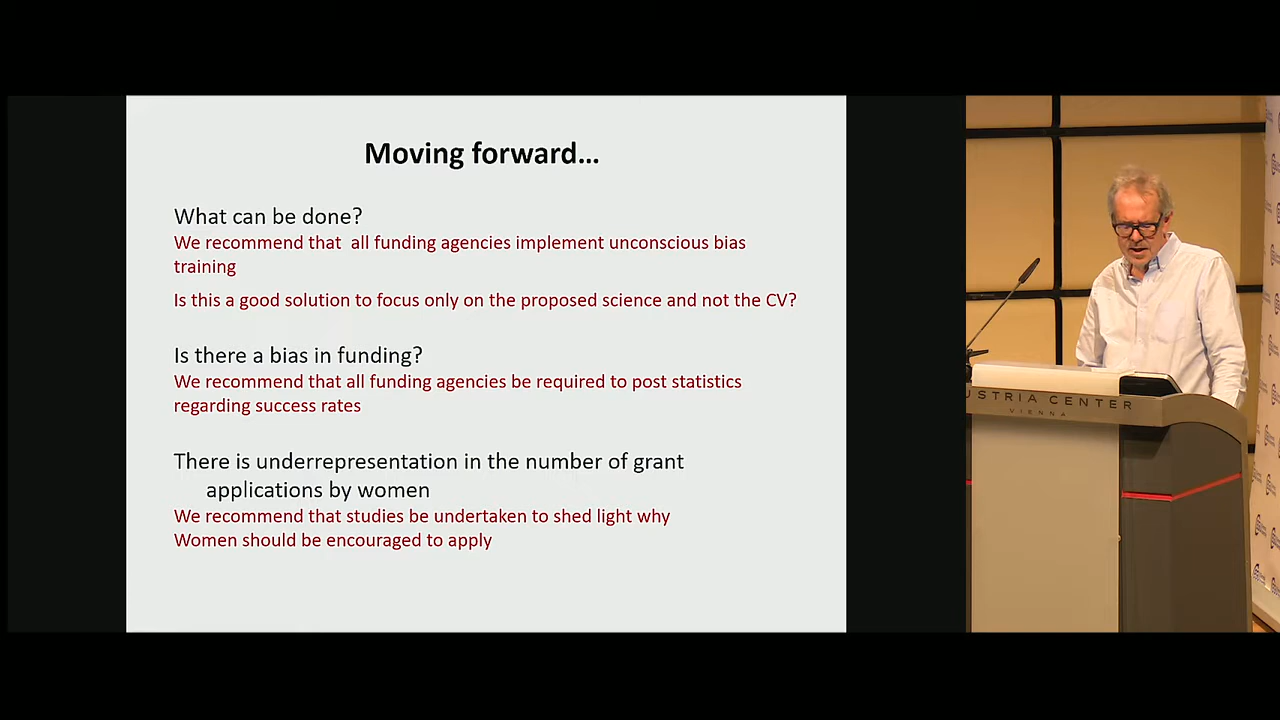 Moving forward...
What can be done?
We recommend that all funding agencies implement unconscious bias
training
Is this a good solution to focus only on the proposed science and not the CV?
Is there a bias in funding?
We recommend that all funding agencies be required to post statistics
regarding success rates
There is underrepresentation in the number of grant
applications by women
We recommend that studies be undertaken to shed light why
Women should be encouraged to apply
USTRIA CENTER
VIENNA